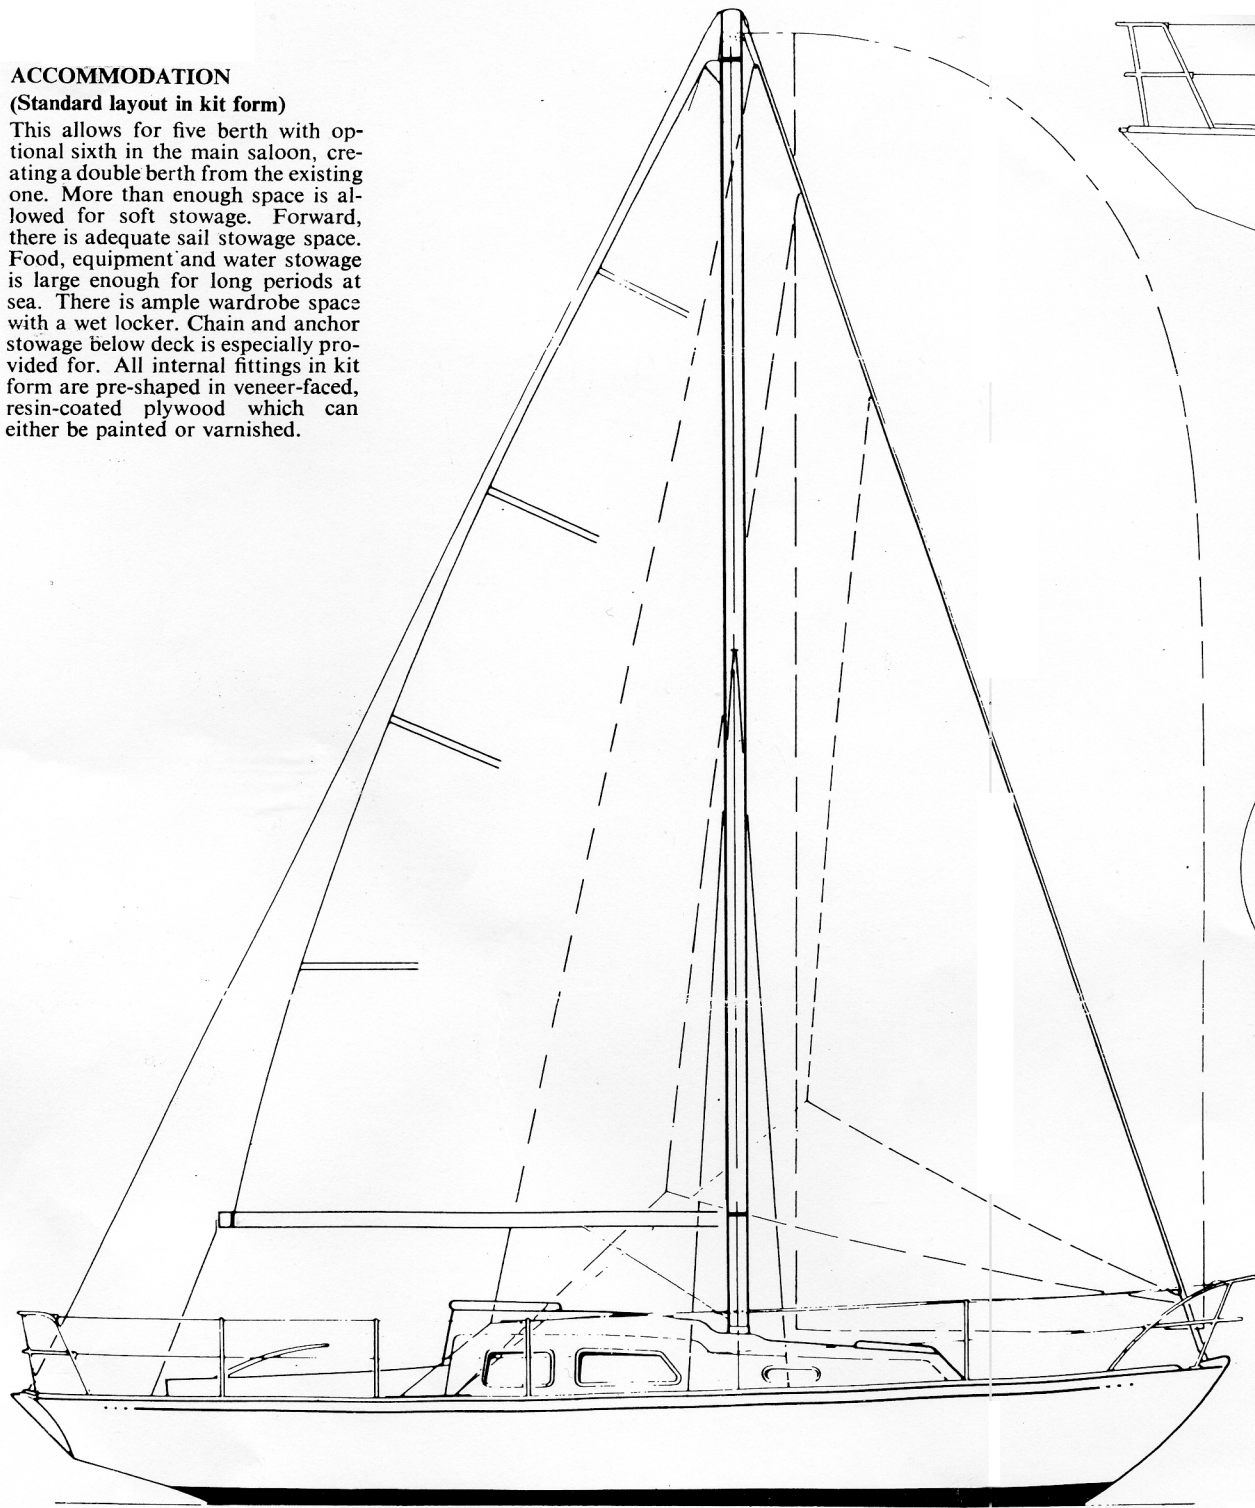 ACCOMMODATION
(Standard layout in kit form)
This allows for five berth with op-
tional sixth in the main saloon, cre-
ating a double berth from the existing
one. More than enough space is al-
lowed for soft stowage. Forward,
there is adequate sail stowage space.
Food, equipment and water stowage
is large enough for long periods at
sea. There is ample wardrobe space
with a wet locker. Chain and anchor
stowage below deck is especially pro-
vided for. All internal fittings in kit
form are pre-shaped in veneer-faced,
resin-coated plywood which can
either be painted or varnished.